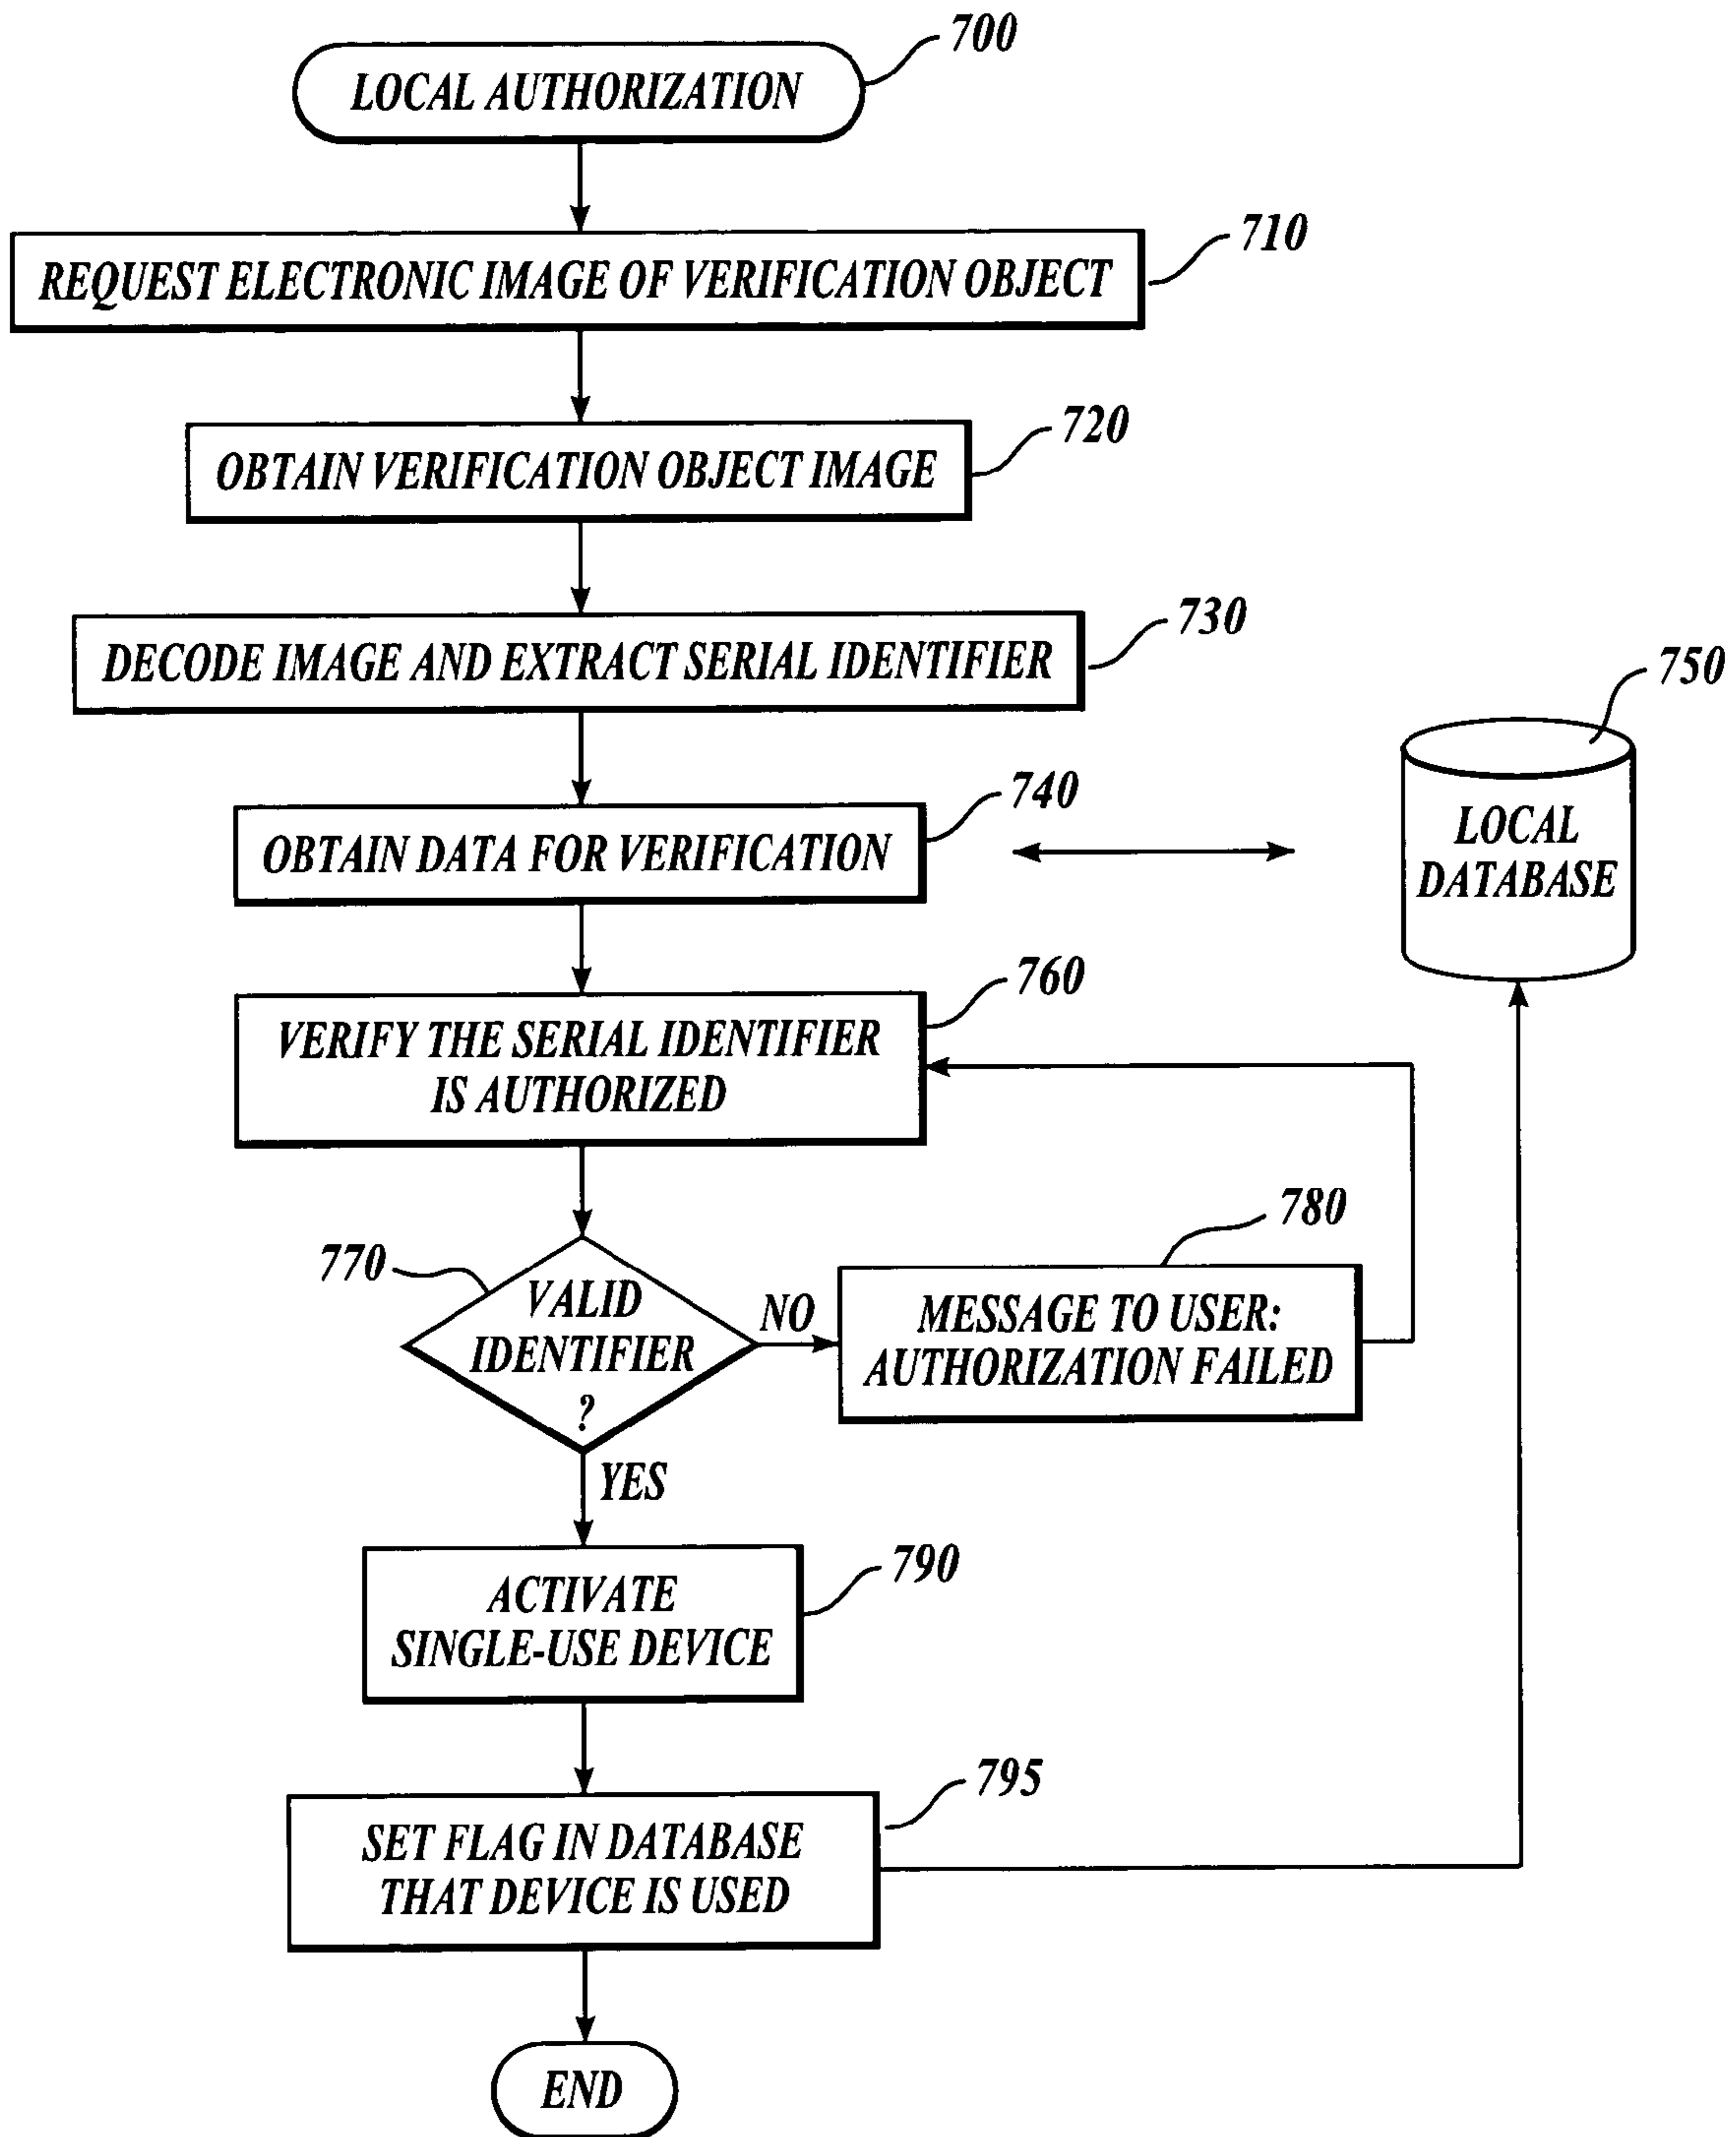 700
LOCAL AUTHORIZATION
710
REQUEST ELECTRONIC IMAGE OF VERIFICATION OBJECT
720
OBTAIN VERIFICATION OBJECT IMAGE
730
DECODE IMAGE AND EXTRACT SERIAL IDENTIFIER
750
LOCAL
DATABASE
740
OBTAIN DATA FOR VERIFICATION
760
VERIFY THE SERIAL IDENTIFIER
IS AUTHORIZED
770
VALID
IDENTIFIER
?
NO
780
MESSAGE TO USER:
AUTHORIZATION FAILED
YES
790
ACTIVATE
SINGLE-USE DEVICE
795
SET FLAG IN DATABASE
THAT DEVICE IS USED
END